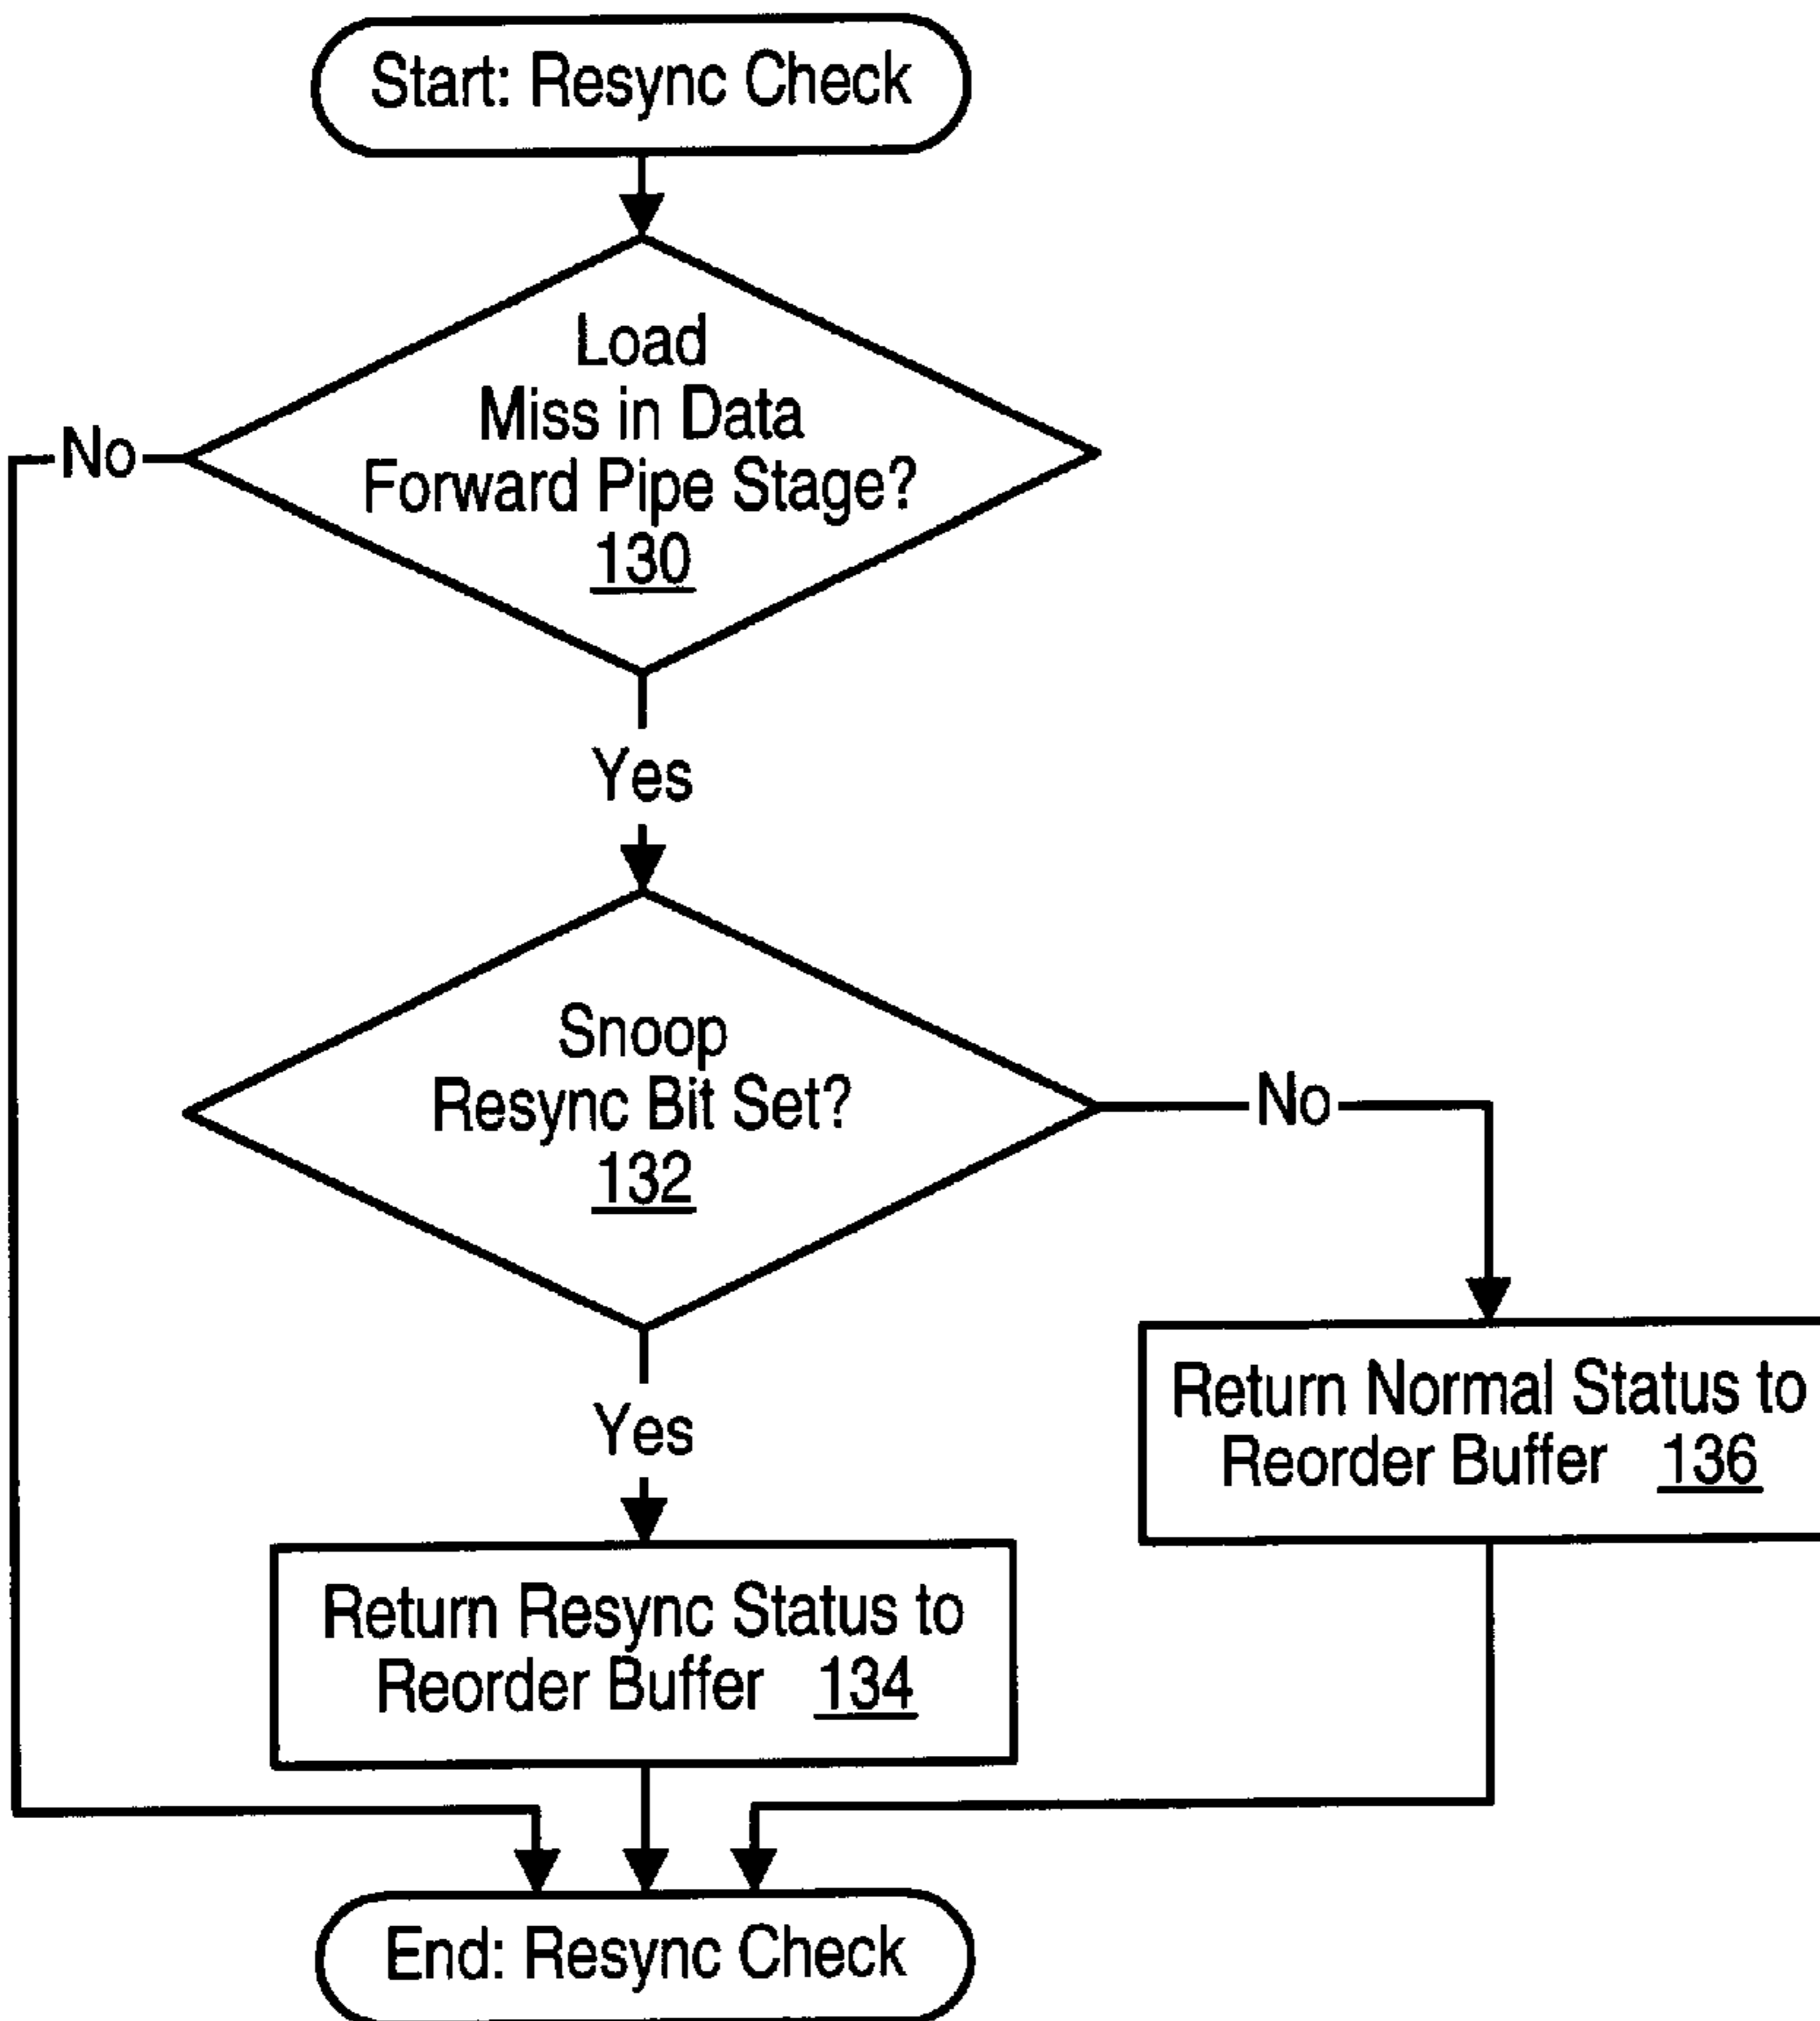 Start: Resync Check
Load
Miss in Data
Forward Pipe Stage?
130
No
Yes
Snoop
Resync Bit Set?
132
No
Yes
Return Normal Status to
Reorder Buffer 136
Return Resync Status to
Reorder Buffer 134
End: Resync Check